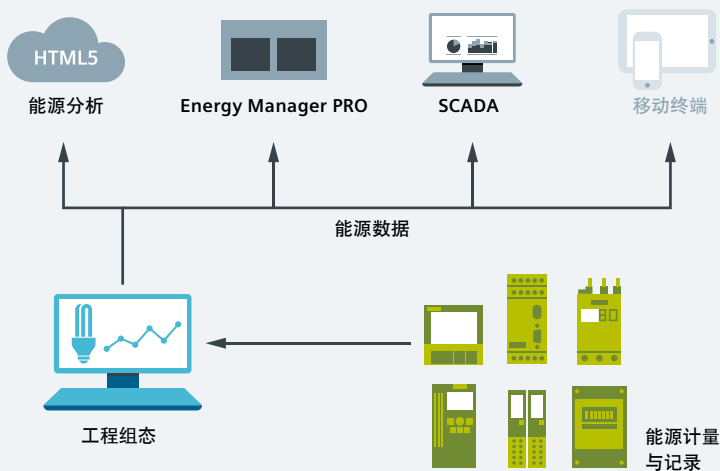 HTML5
能源分析
Energy Manager PRO
SCADA
移动终端
能源数据
工程组态
能源计量
与记录